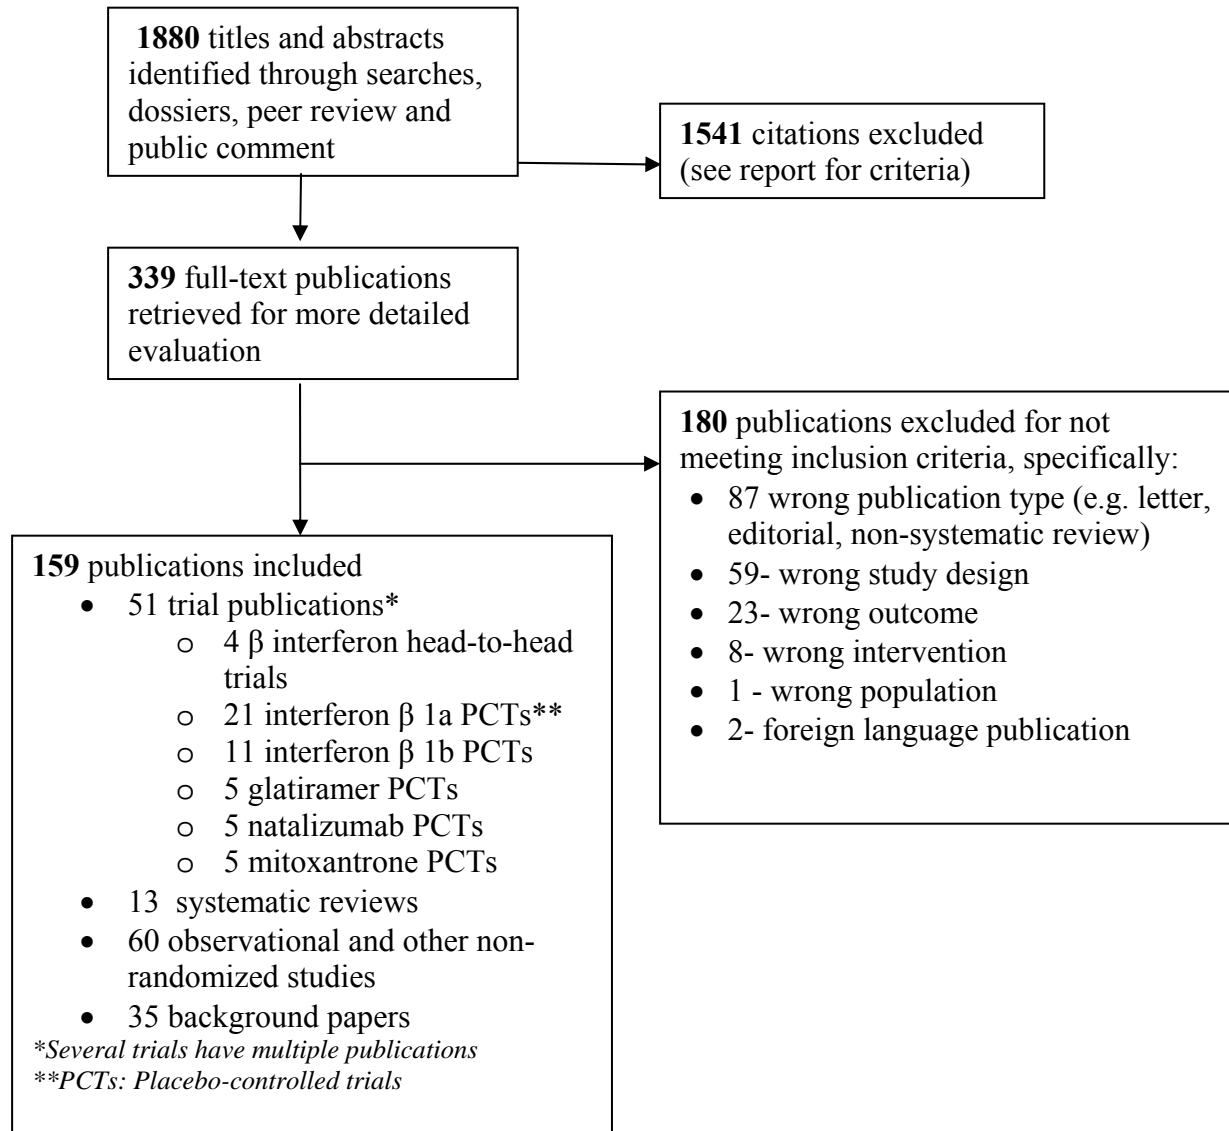 1880 titles and abstracts
identified through searches,
dossiers, peer review and
public comment
1541 citations excluded
(see report for criteria)
339 full-text publications
retrieved for more detailed
evaluation
180 publications excluded for not
meeting inclusion criteria, specifically:
• 87 wrong publication type (e.g. letter,
editorial, non-systematic review)
• 59- wrong study design
• 23- wrong outcome
• 8- wrong intervention
• 1 - wrong population
• 2- foreign language publication
159 publications included
• 51 trial publications*
o 4 β interferon head-to-head
trials
o 21 interferon β 1a PCTs**
o 11 interferon β 1b PCTs
o 5 glatiramer PCTs
o 5 natalizumab PCTs
o 5 mitoxantrone PCTs
• 13 systematic reviews
• 60 observational and other non-
randomized studies
• 35 background papers
*Several trials have multiple publications
**PCTs: Placebo-controlled trials